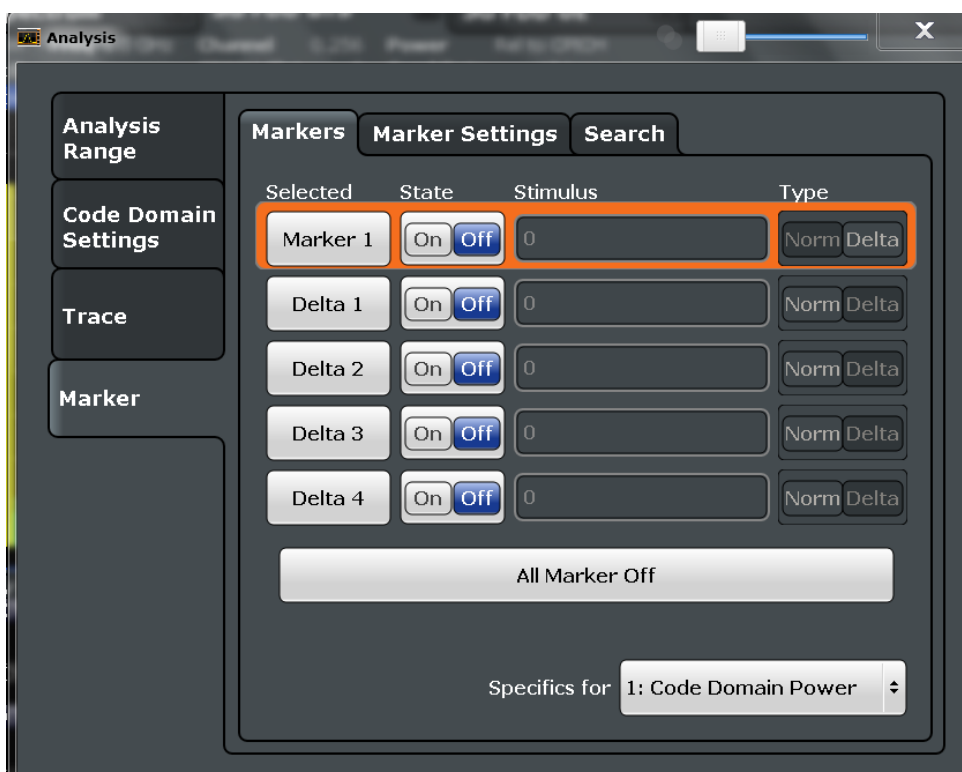 Analysis
Analysis
Range
Code Domain
Settings
Trace
Marker
Markers Marker Settings Search
Selected State Stimulus Type
Marker 1 On Off 0 Norm Delta
Delta 1 On Off 0 Norm Delta
Delta 2 On Off 0 Norm Delta
Delta 3 On Off 0 Norm Delta
Delta 4 On Off 0 Norm Delta
All Marker Off
Specifics for 1: Code Domain Power